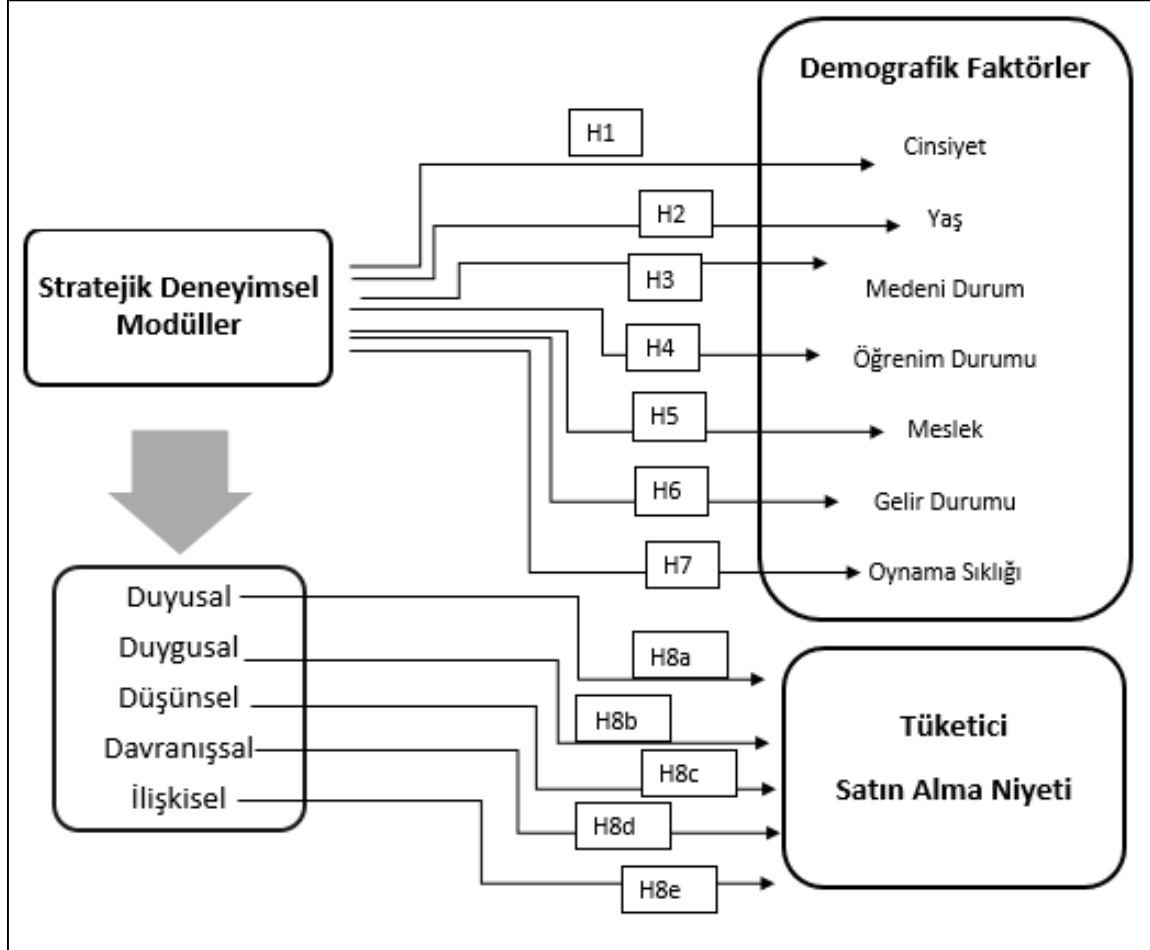 Demografik Faktörler
H1
Cinsiyet
H2
Yaş
Stratejik Deneyimsel
Modüller
H3
Medeni Durum
H4
Öğrenim Durumu
H5
Meslek
H6
Gelir Durumu
H7
Oynama Sıklığı
Duyusal
Duygusal
Düşünsel
Davranışsal
İlişkisel
H8a
H8b
H8c
H8d
H8e
Tüketici
Satın Alma Niyeti